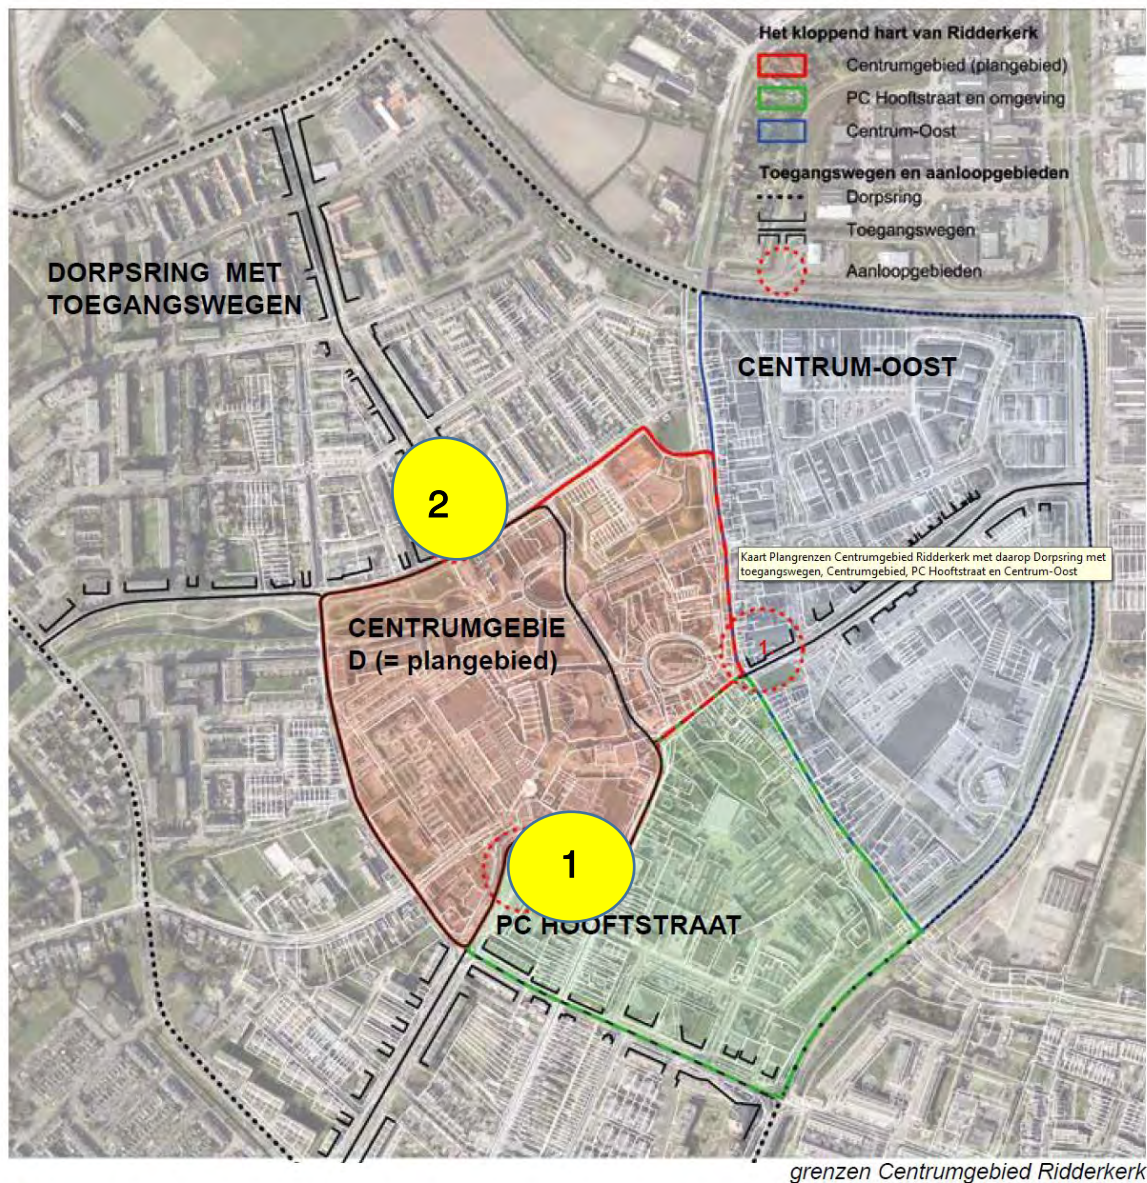 Het kloppend hart van Ridderkerk
Centrumgebied (plangebied)
PC Hooftstraat en omgeving
Centrum-Oost
Toegangswegen en aanloopgebieden
Dorpsring
Toegangswegen
Aanloopgebieden
DORPSRING MET
TOEGANGSWEGEN
CENTRUM-OOST
2
Kaart Plangrenzen Centrumgebied Ridderkerk met daarop Dorpsring met
toegangswegen, Centrumgebied, PC Hooftstraat en Centrum-Oost
CENTRUMGEBIE
D (= plangebied)
1
1
PC HOOFTSTRAAT
grenzen Centrumgebied Ridderkerk